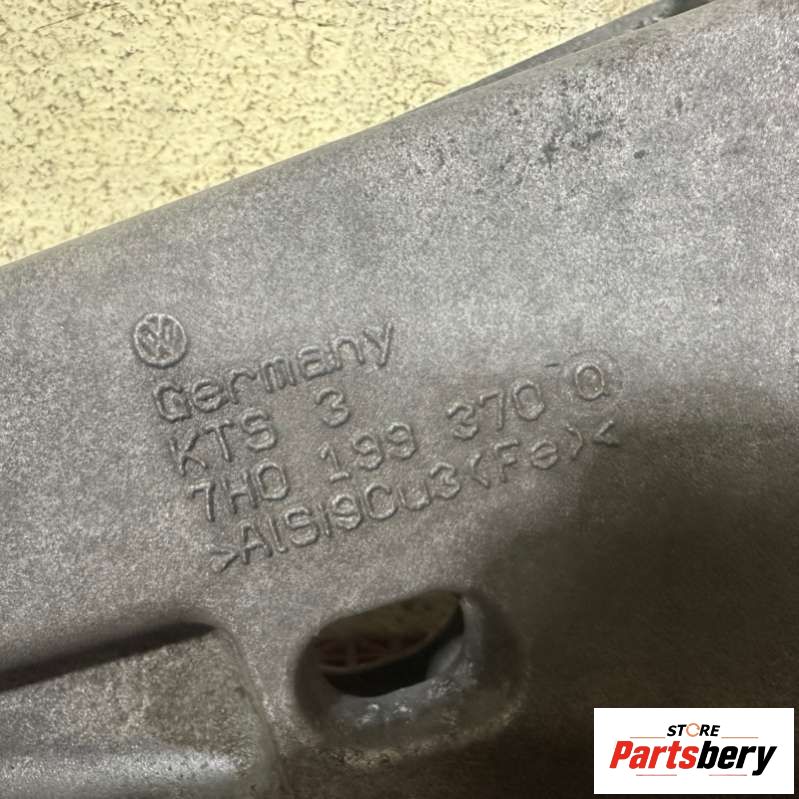 Germany
KTS 3
7H0 199 370 Q
>AlSi9Cu3(Fe)<
STORE
Partsbery